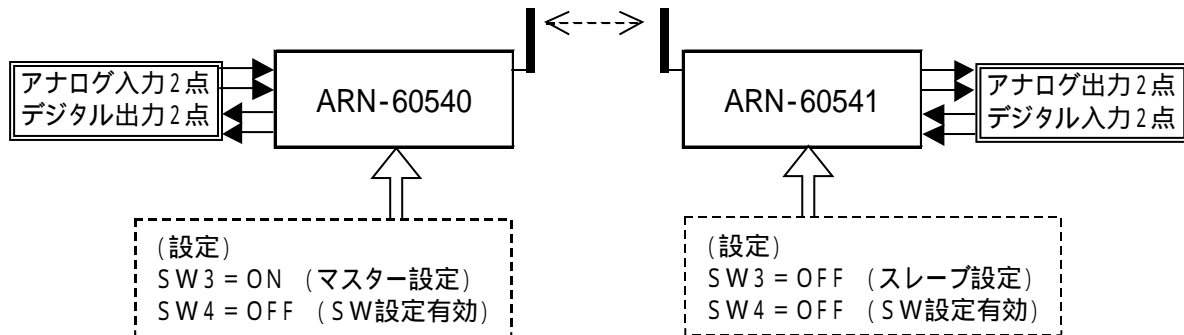 アナログ入力2点
デジタル出力2点
ARN-60540
ARN-60541
アナログ出力2点
デジタル入力2点
(設定)
SW3=ON (マスター設定)
SW4=OFF (SW設定有効)
(設定)
SW3=OFF (スレーブ設定)
SW4=OFF (SW設定有効)